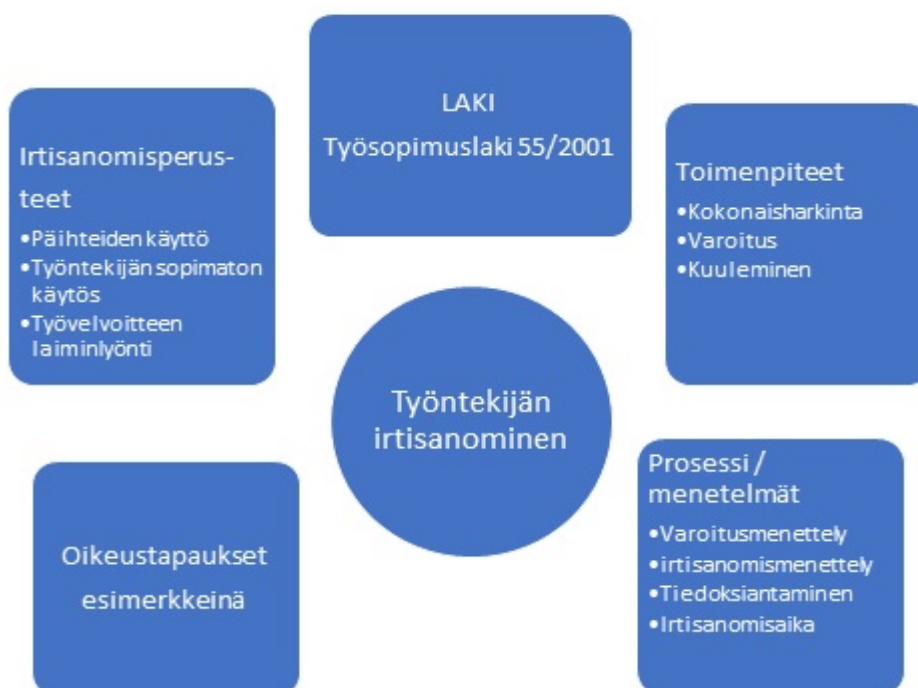 LAKI
Työsopimuslaki 55/2001
Irtisanomisperus-
teet
•Päihteiden käyttö
•Työntekijän sopimaton
käytös
•Työvelvoitteen
laiminlyönti
Toimenpiteet
•Kokonaisharkinta
•Varoitus
•Kuuleminen
Työntekijän
irtisanominen
Oikeustapaukset
esimerkkeinä
Prosessi /
menetelmät
•Varoitusmenettely
•irtisanomismenettely
•Tiedoksiantaminen
•Irtisanomisaika